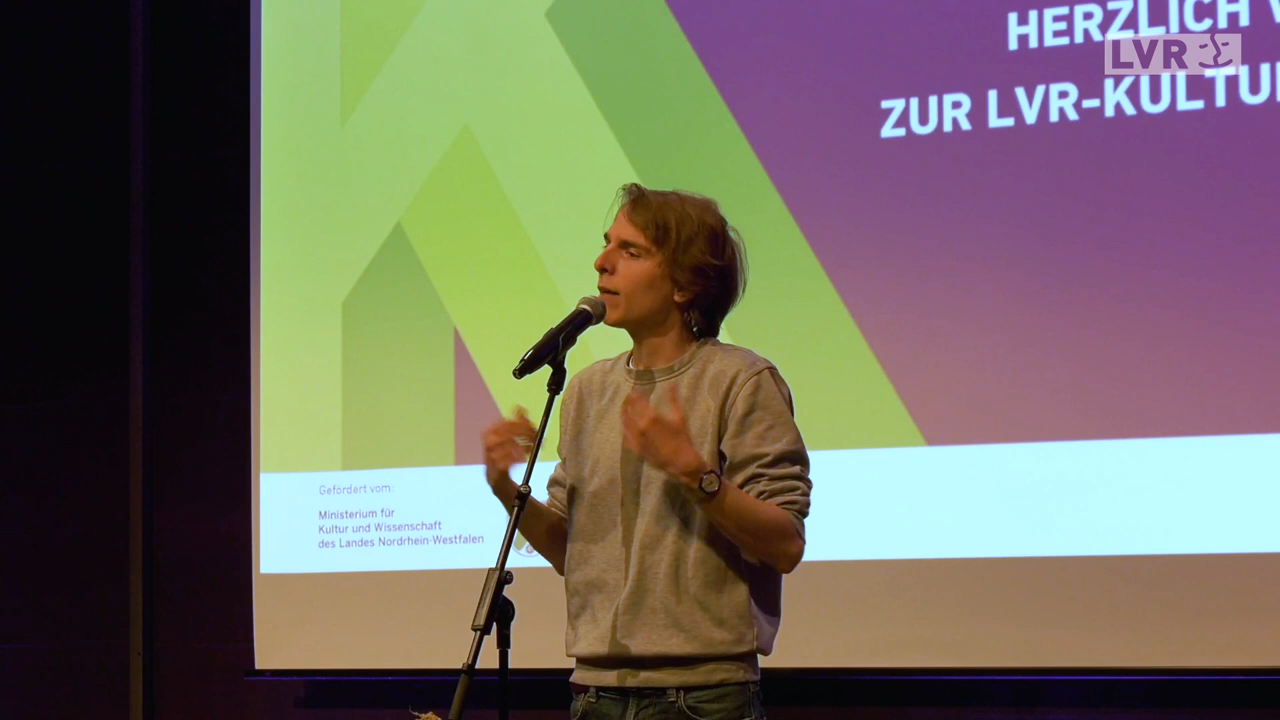 HERZLICH
LVR
ZUR LVR-KULTU
Gefördert vom:
Ministerium für
Kultur und Wissenschaft
des Landes Nordrhein-Westfalen